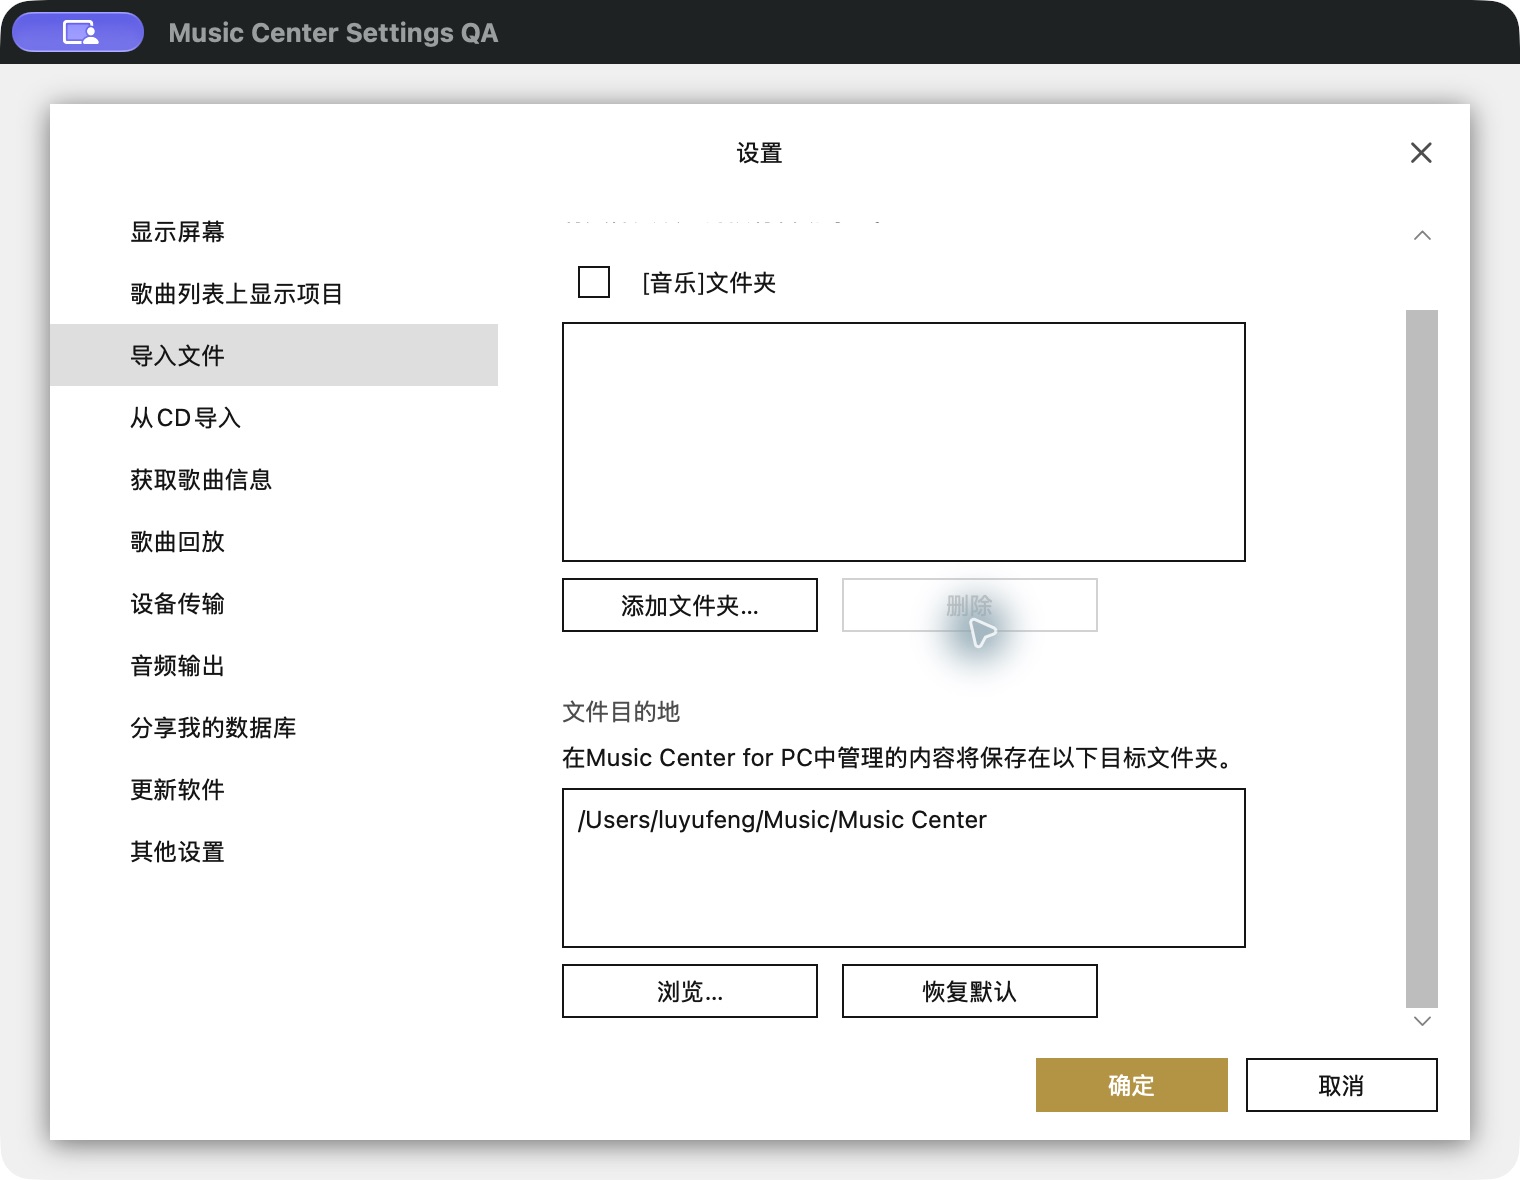 Music Center Settings QA
设置
显示屏幕
歌曲列表上显示项目
导入文件
从CD导入
获取歌曲信息
歌曲回放
设备传输
音频输出
分享我的数据库
更新软件
其他设置
[音乐]文件夹
添加文件夹...
删除
文件目的地
在Music Center for PC中管理的内容将保存在以下目标文件夹。
/Users/luyufeng/Music/Music Center
浏览...
恢复默认
确定
取消